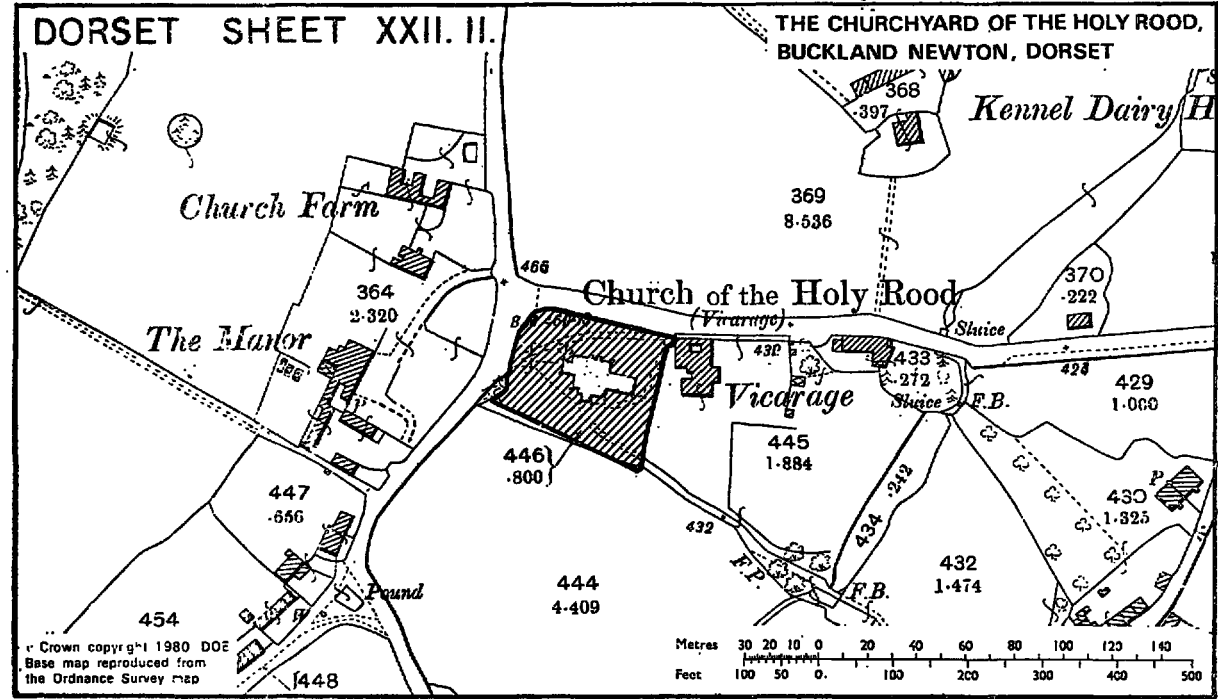 DORSET SHEET XXII. II.
THE CHURCHYARD OF THE HOLY ROOD,
BUCKLAND NEWTON, DORSET
368
·397
Kennel Dairy H
369
8·536
Church Farm
466
370
·222
364
2·320
Church of the Holy Rood
(Vicarage).
Sluice
The Manor
433
·272
424
429
1·000
Vicarage
Sluice
F.B.
445
1·884
446
·800
447
·656
·242
434
430
1·325
P
432
F.P.
F.B.
432
1·474
444
4·409
Pound
454
448
Crown copyright 1980 DOE
Base map reproduced from
the Ordnance Survey map
Metres 30 20 10 0 20 40 60 80 100 120 140
Feet 100 50 0. 100 200 300 400 500